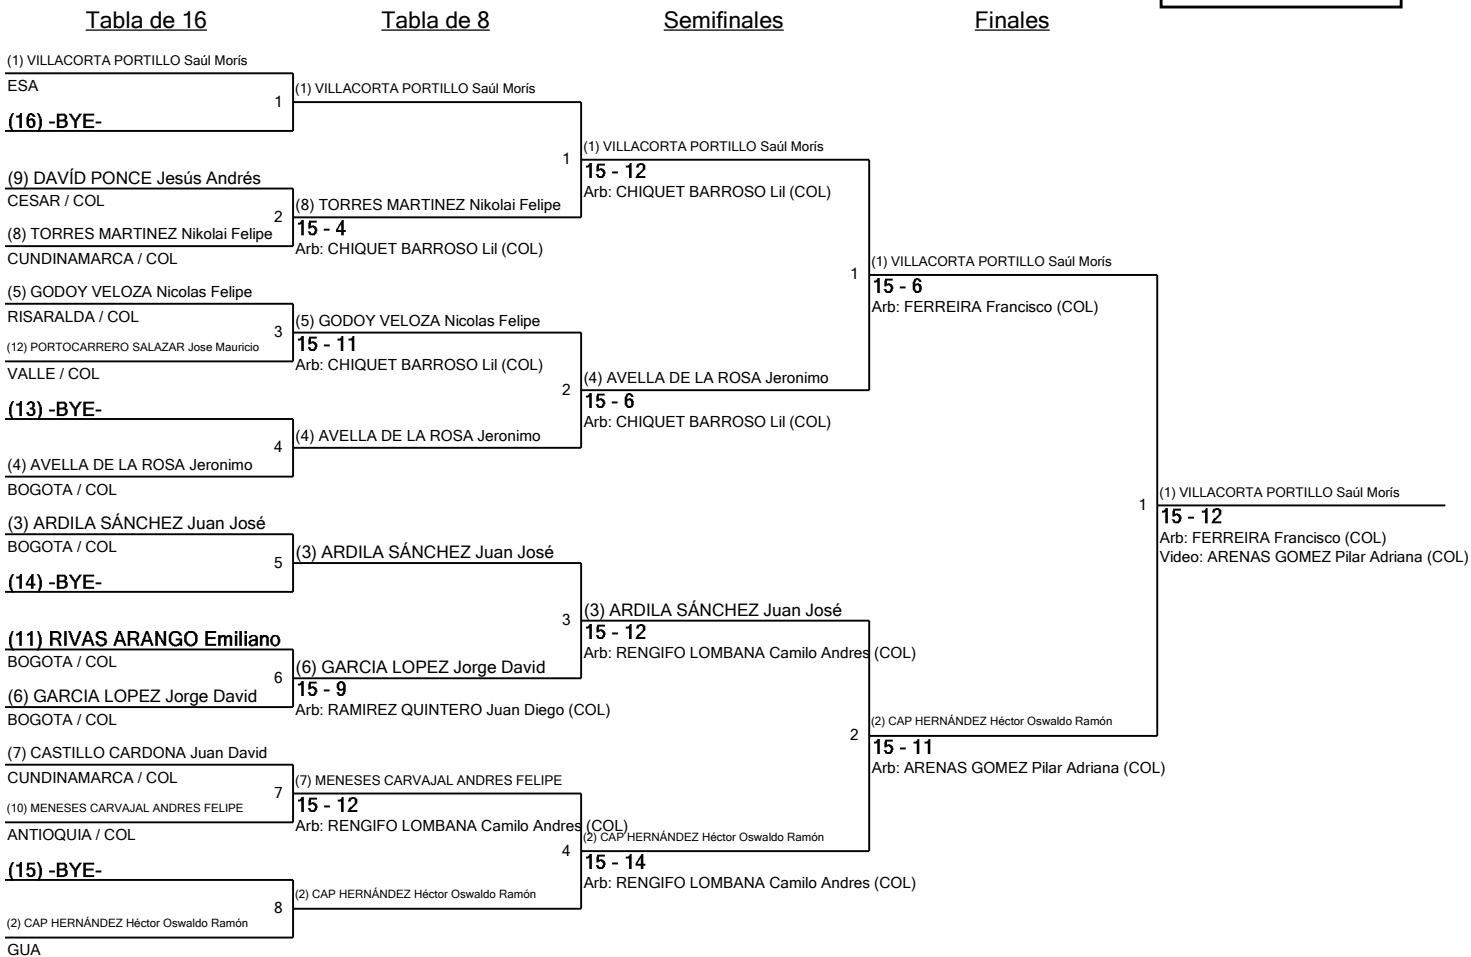 Tabla de 16
Tabla de 8
Semifinales
Finales
(1) VILLACORTA PORTILLO Saúl Morís
ESA
1
(16) -BYE-
(9) DAVÍD PONCE Jesús Andrés
CESAR / COL
2
(8) TORRES MARTINEZ Nikolai Felipe
CUNDINAMARCA / COL
(5) GODOY VELOZA Nicolas Felipe
RISARALDA / COL
3
(12) PORTOCARRERO SALAZAR Jose Mauricio
VALLE / COL
(13) -BYE-
4
(4) AVELLA DE LA ROSA Jeronimo
BOGOTA / COL
(3) ARDILA SÁNCHEZ Juan José
BOGOTA / COL
5
(14) -BYE-
(11) RIVAS ARANGO Emiliano
BOGOTA / COL
6
(6) GARCIA LOPEZ Jorge David
BOGOTA / COL
(7) CASTILLO CARDONA Juan David
CUNDINAMARCA / COL
7
(10) MENESES CARVAJAL ANDRES FELIPE
ANTIOQUIA / COL
(15) -BYE-
8
(2) CAP HERNÁNDEZ Héctor Oswaldo Ramón
GUA
(1) VILLACORTA PORTILLO Saúl Morís
1
(8) TORRES MARTINEZ Nikolai Felipe
15 - 4
Arb: CHIQUET BARROSO Lil (COL)
(5) GODOY VELOZA Nicolas Felipe
15 - 11
Arb: CHIQUET BARROSO Lil (COL)
2
(4) AVELLA DE LA ROSA Jeronimo
(3) ARDILA SÁNCHEZ Juan José
3
(6) GARCIA LOPEZ Jorge David
15 - 9
Arb: RAMIREZ QUINTERO Juan Diego (COL)
(7) MENESES CARVAJAL ANDRES FELIPE
15 - 12
Arb: RENGIFO LOMBANA Camilo Andres (COL)
4
(2) CAP HERNÁNDEZ Héctor Oswaldo Ramón
(1) VILLACORTA PORTILLO Saúl Morís
15 - 12
Arb: CHIQUET BARROSO Lil (COL)
1
(4) AVELLA DE LA ROSA Jeronimo
15 - 6
Arb: CHIQUET BARROSO Lil (COL)
(3) ARDILA SÁNCHEZ Juan José
15 - 12
Arb: RENGIFO LOMBANA Camilo Andres (COL)
2
(2) CAP HERNÁNDEZ Héctor Oswaldo Ramón
15 - 14
Arb: RENGIFO LOMBANA Camilo Andres (COL)
(1) VILLACORTA PORTILLO Saúl Morís
15 - 6
Arb: FERREIRA Francisco (COL)
1
(2) CAP HERNÁNDEZ Héctor Oswaldo Ramón
15 - 11
Arb: ARENAS GOMEZ Pilar Adriana (COL)
(1) VILLACORTA PORTILLO Saúl Morís
15 - 12
Arb: FERREIRA Francisco (COL)
Video: ARENAS GOMEZ Pilar Adriana (COL)